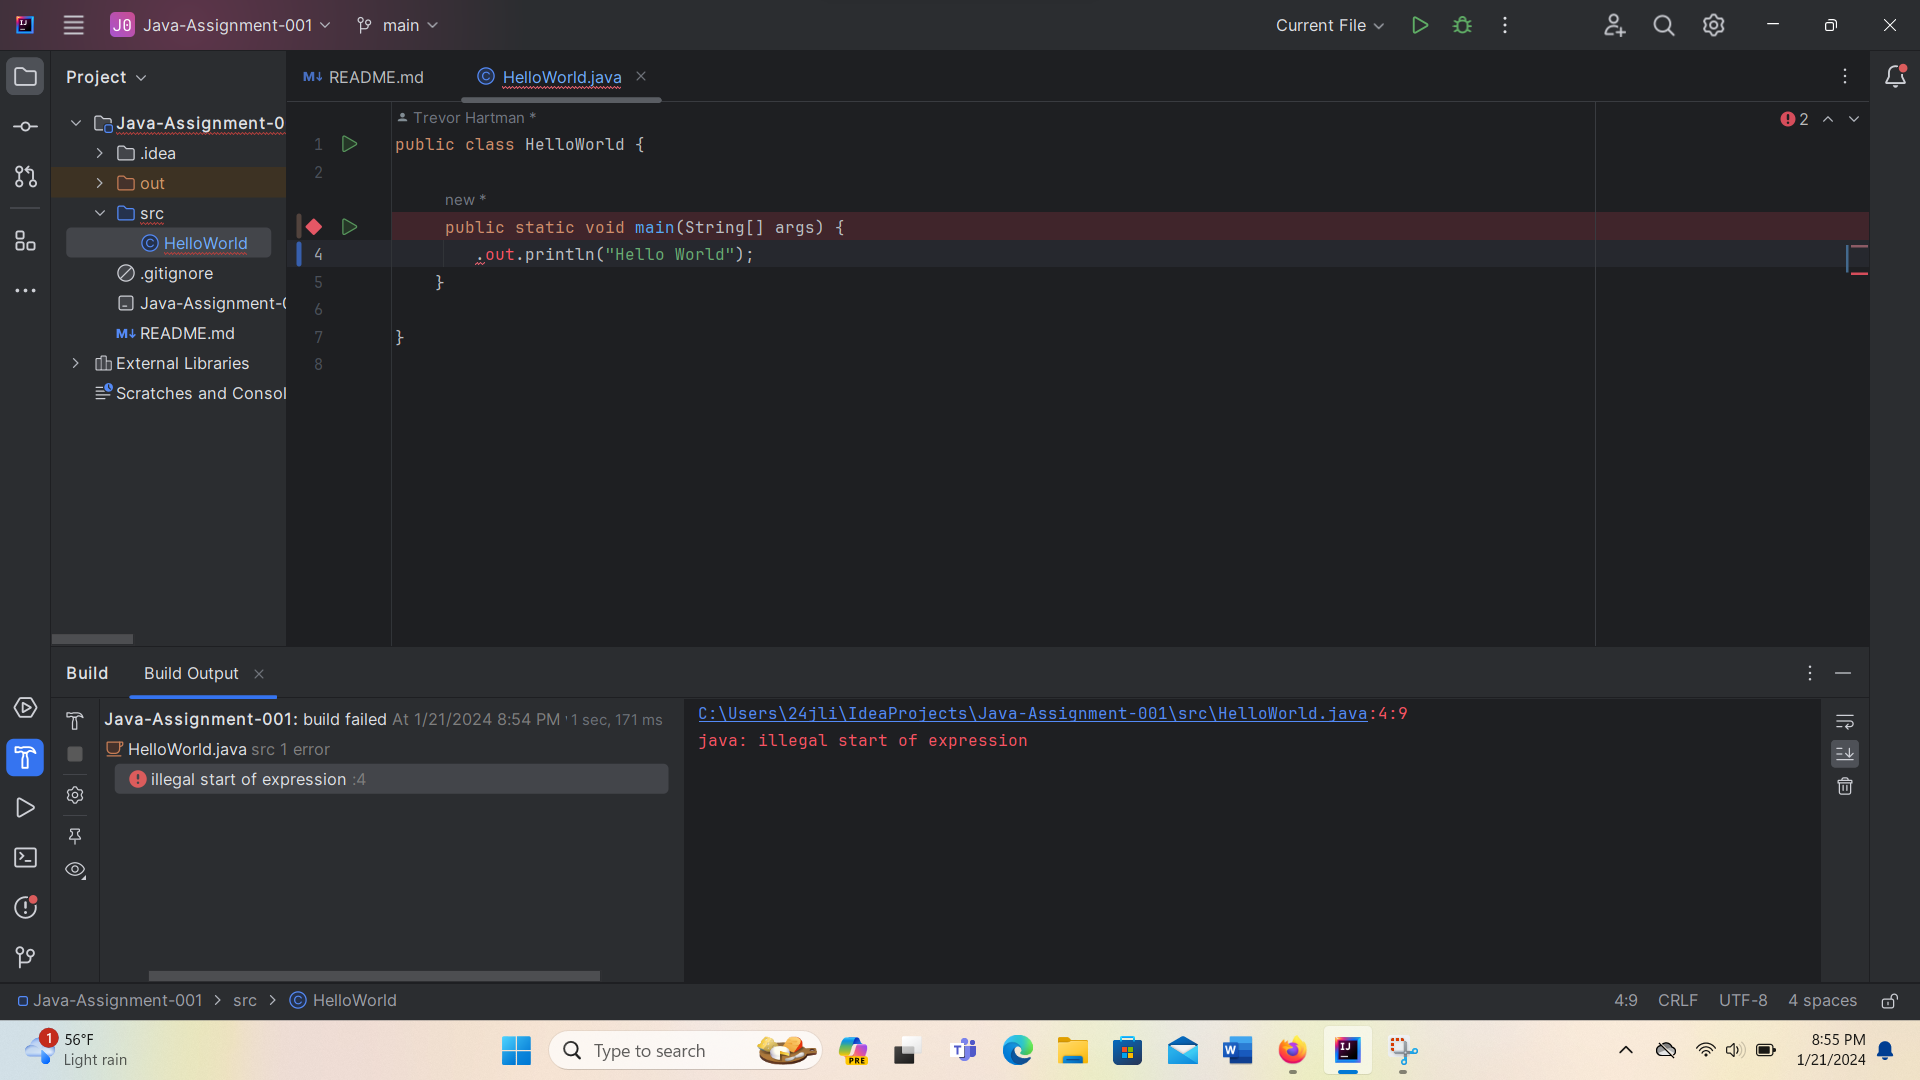 J0 Java-Assignment-001 main Current File
Project
README.md HelloWorld.java
Java-Assignment-0
.idea
out
src
HelloWorld
.gitignore
Java-Assignment-0
README.md
External Libraries
Scratches and Consol
Trevor Hartman *
2
1 public class HelloWorld {
2
new *
public static void main(String[] args) {
4 .out.println("Hello World");
5 }
6
7 }
8
Build Build Output
Java-Assignment-001: build failed At 1/21/2024 8:54 PM 1 sec, 171 ms
HelloWorld.java src 1 error
illegal start of expression :4
C:\Users\24jli\IdeaProjects\Java-Assignment-001\src\HelloWorld.java:4:9
java: illegal start of expression
Java-Assignment-001 > src > HelloWorld
4:9 CRLF UTF-8 4 spaces
1
56°F
Light rain
Type to search
PRE
8:55 PM
1/21/2024